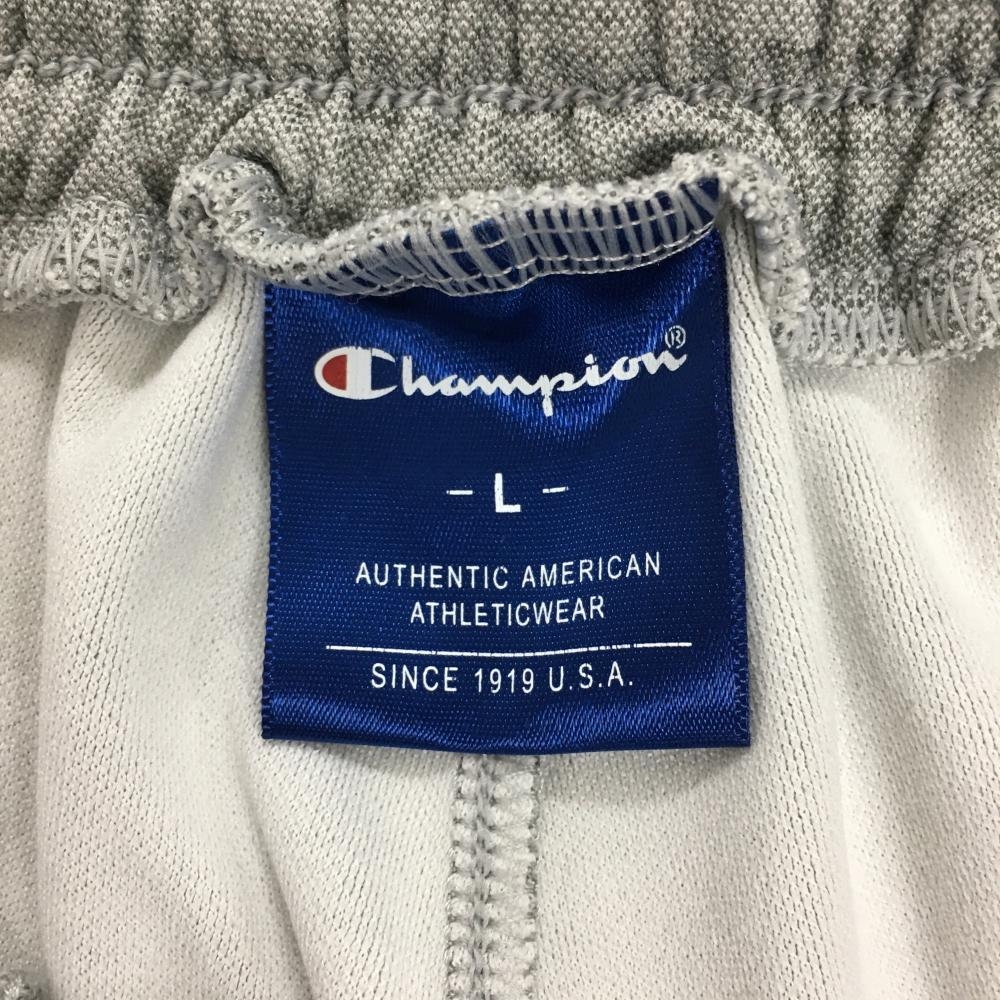 Champion®
- L -
AUTHENTIC AMERICAN
ATHLETICWEAR
SINCE 1919 U.S.A.